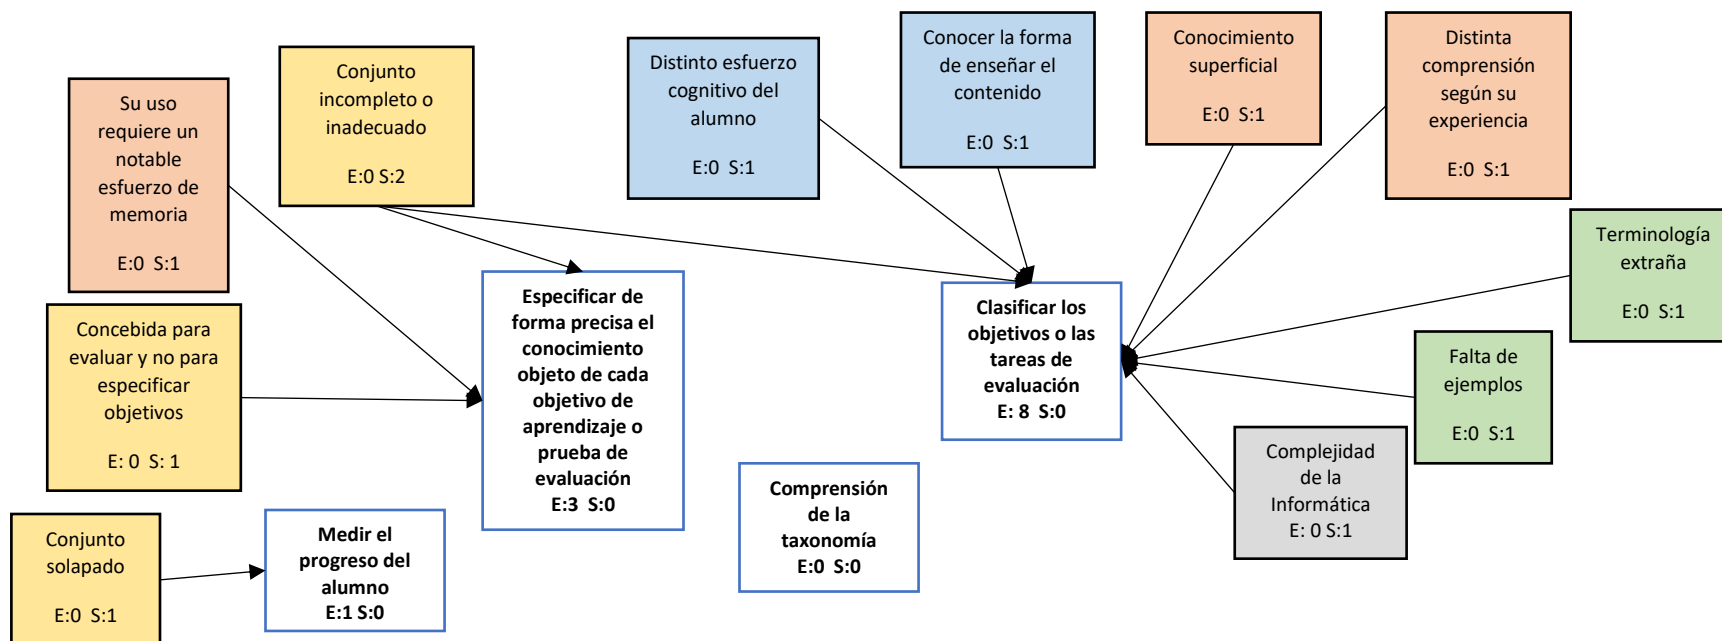 Su uso
requiere un
notable
esfuerzo de
memoria
E:0 S:1
Conjunto
incompleto o
inadecuado
E:0 S:2
Distinto esfuerzo
cognitivo del
alumno
E:0 S:1
Conocer la forma
de enseñar el
contenido
E:0 S:1
Conocimiento
superficial
E:0 S:1
Distinta
comprensión
según su
experiencia
E:0 S:1
Terminología
extraña
E:0 S:1
Concebida para
evaluar y no para
especificar
objetivos
E: 0 S: 1
Especificar de
forma precisa el
conocimiento
objeto de cada
objetivo de
aprendizaje o
prueba de
evaluación
E:3 S:0
Clasificar los
objetivos o las
tareas de
evaluación
E: 8 S:0
Falta de
ejemplos
E:0 S:1
Complejidad
de la
Informática
E: 0 S:1
Comprensión
de la
taxonomía
E:0 S:0
Conjunto
solapado
E:0 S:1
Medir el
progreso del
alumno
E:1 S:0